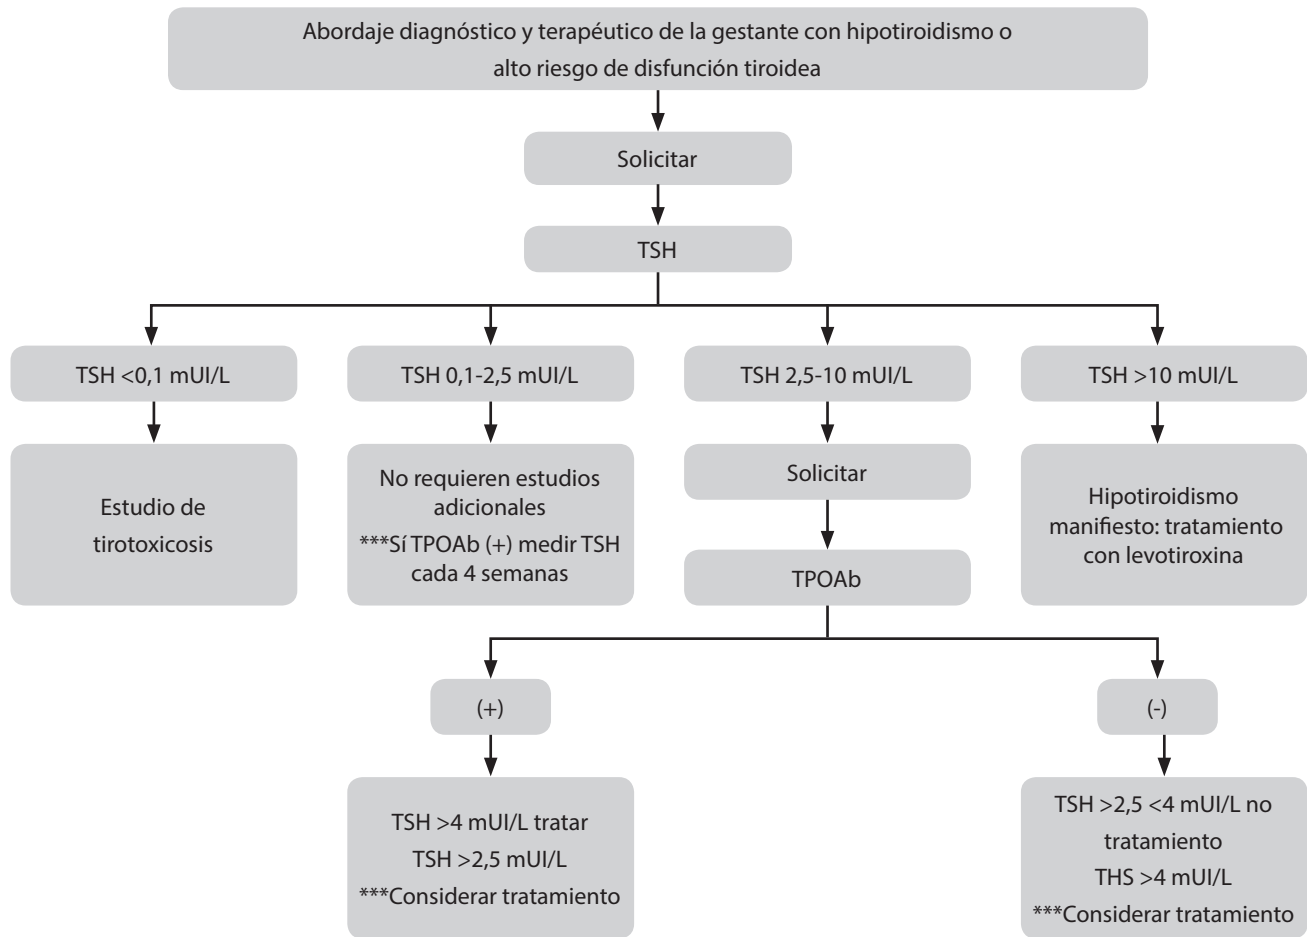 Abordaje diagnóstico y terapéutico de la gestante con hipotiroidismo o
alto riesgo de disfunción tiroidea
Solicitar
TSH
TSH <0,1 mUI/L
TSH 0,1-2,5 mUI/L
TSH 2,5-10 mUI/L
TSH >10 mUI/L
Estudio de
tirotoxicosis
No requieren estudios
adicionales
***Sí TPOAb (+) medir TSH
cada 4 semanas
Solicitar
TPOAb
Hipotiroidismo
manifiesto: tratamiento
con levotiroxina
(+)
(-)
TSH >4 mUI/L tratar
TSH >2,5 mUI/L
***Considerar tratamiento
TSH >2,5 <4 mUI/L no
tratamiento
THS >4 mUI/L
***Considerar tratamiento